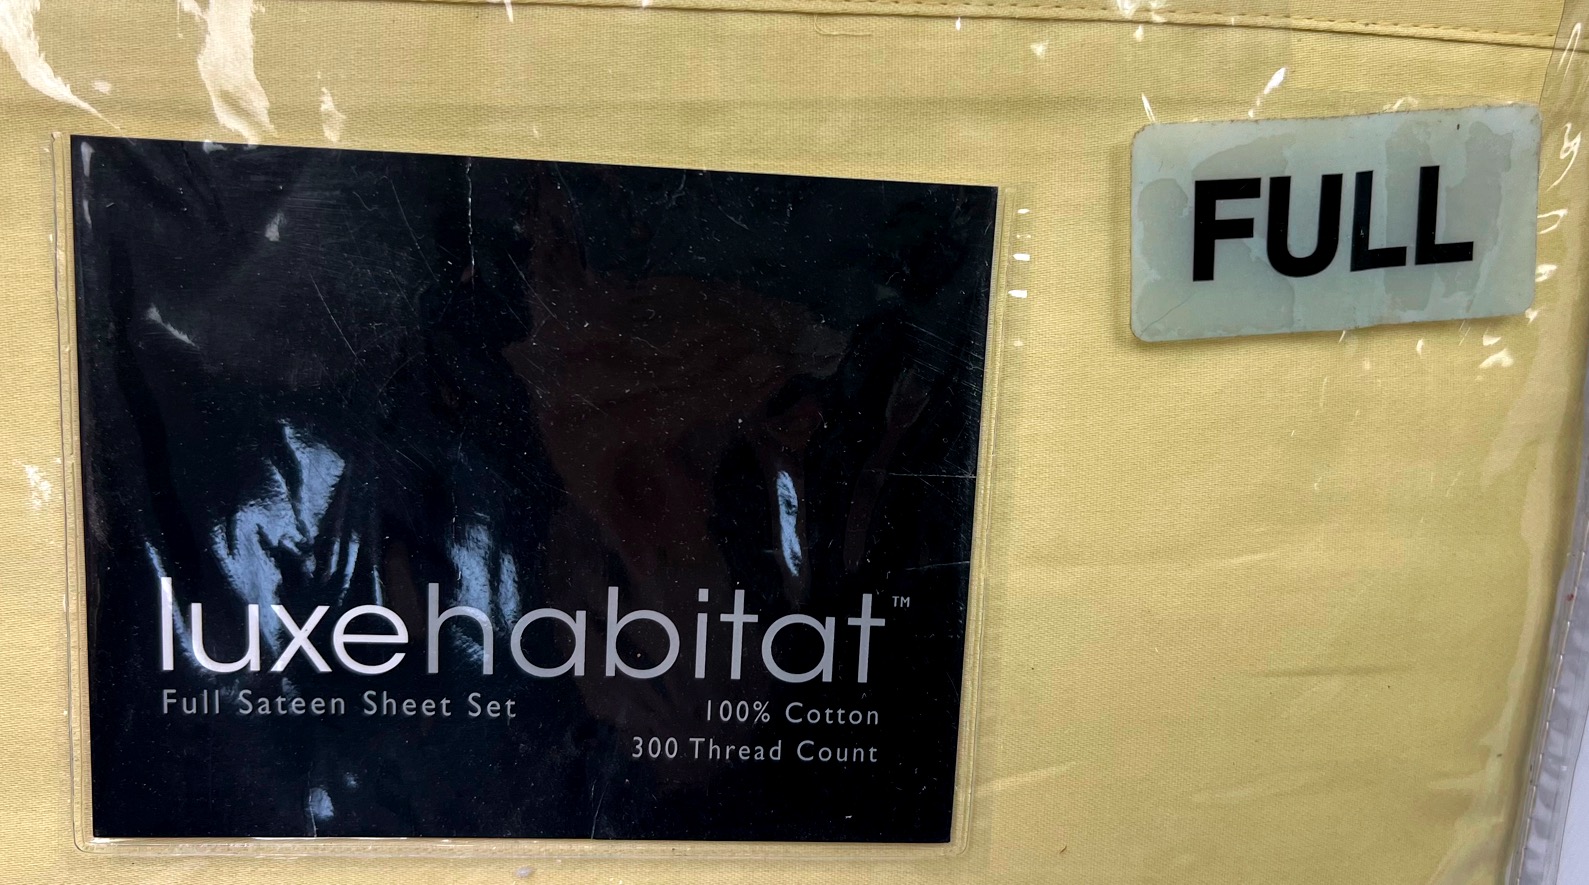 FULL
luxehabitat™
Full Sateen Sheet Set
100% Cotton
300 Thread Count